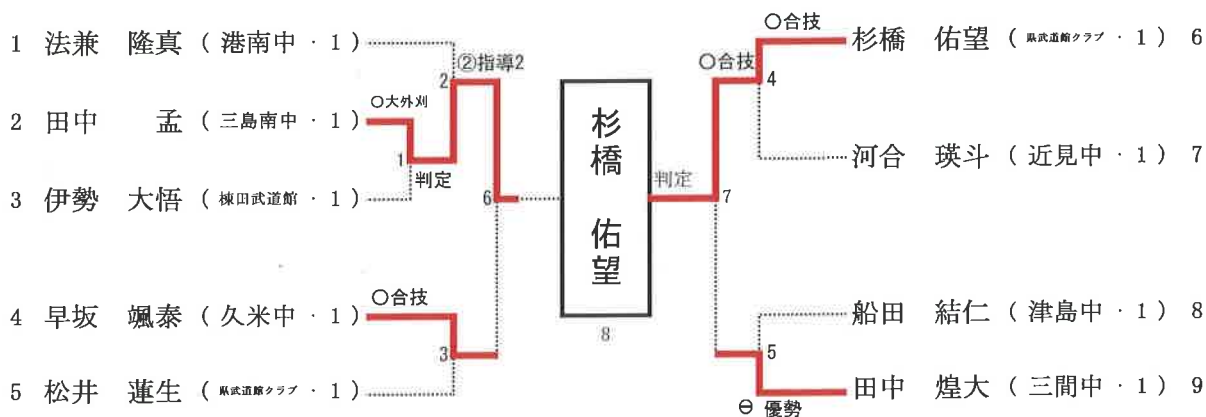 1 法兼 隆真 ( 港南中 ・ 1 )
2 田中 孟 ( 三島南中 ・ 1 )
3 伊勢 大悟 ( 棟田武道館 ・ 1 )
4 早坂 颯泰 ( 久米中 ・ 1 )
5 松井 蓮生 ( 県武道館クラブ ・ 1 )
②指導2
2
○大外刈
1
判定
6
○合技
3
杉橋 佑望
8
判定
○合技
○合技
4
7
5
㊀ 優勢
杉橋 佑望 ( 県武道館クラブ ・ 1 ) 6
河合 瑛斗 ( 近見中 ・ 1 ) 7
船田 結仁 ( 津島中 ・ 1 ) 8
田中 煌大 ( 三間中 ・ 1 ) 9